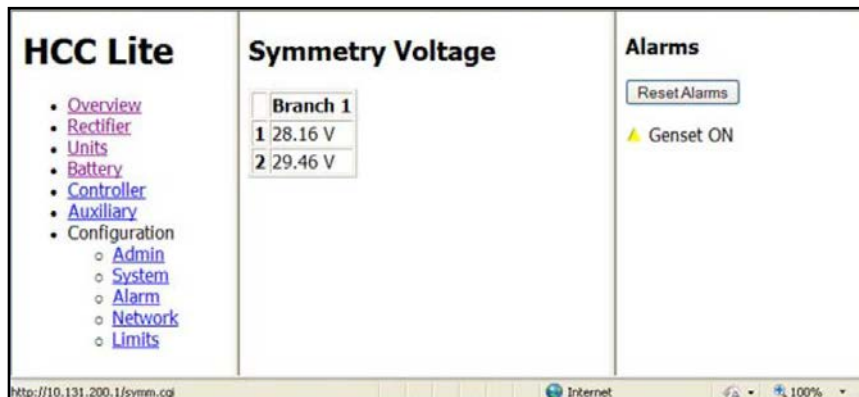 HCC Lite
Overview
Rectifier
Units
Battery
Controller
Auxiliary
Configuration
Admin
System
Alarm
Network
Limits
Symmetry Voltage
Branch 1
1 28.16 V
2 29.46 V
Alarms
Reset Alarms
Genset ON
http://10.131.200.1/symm.cgi
Internet
100%